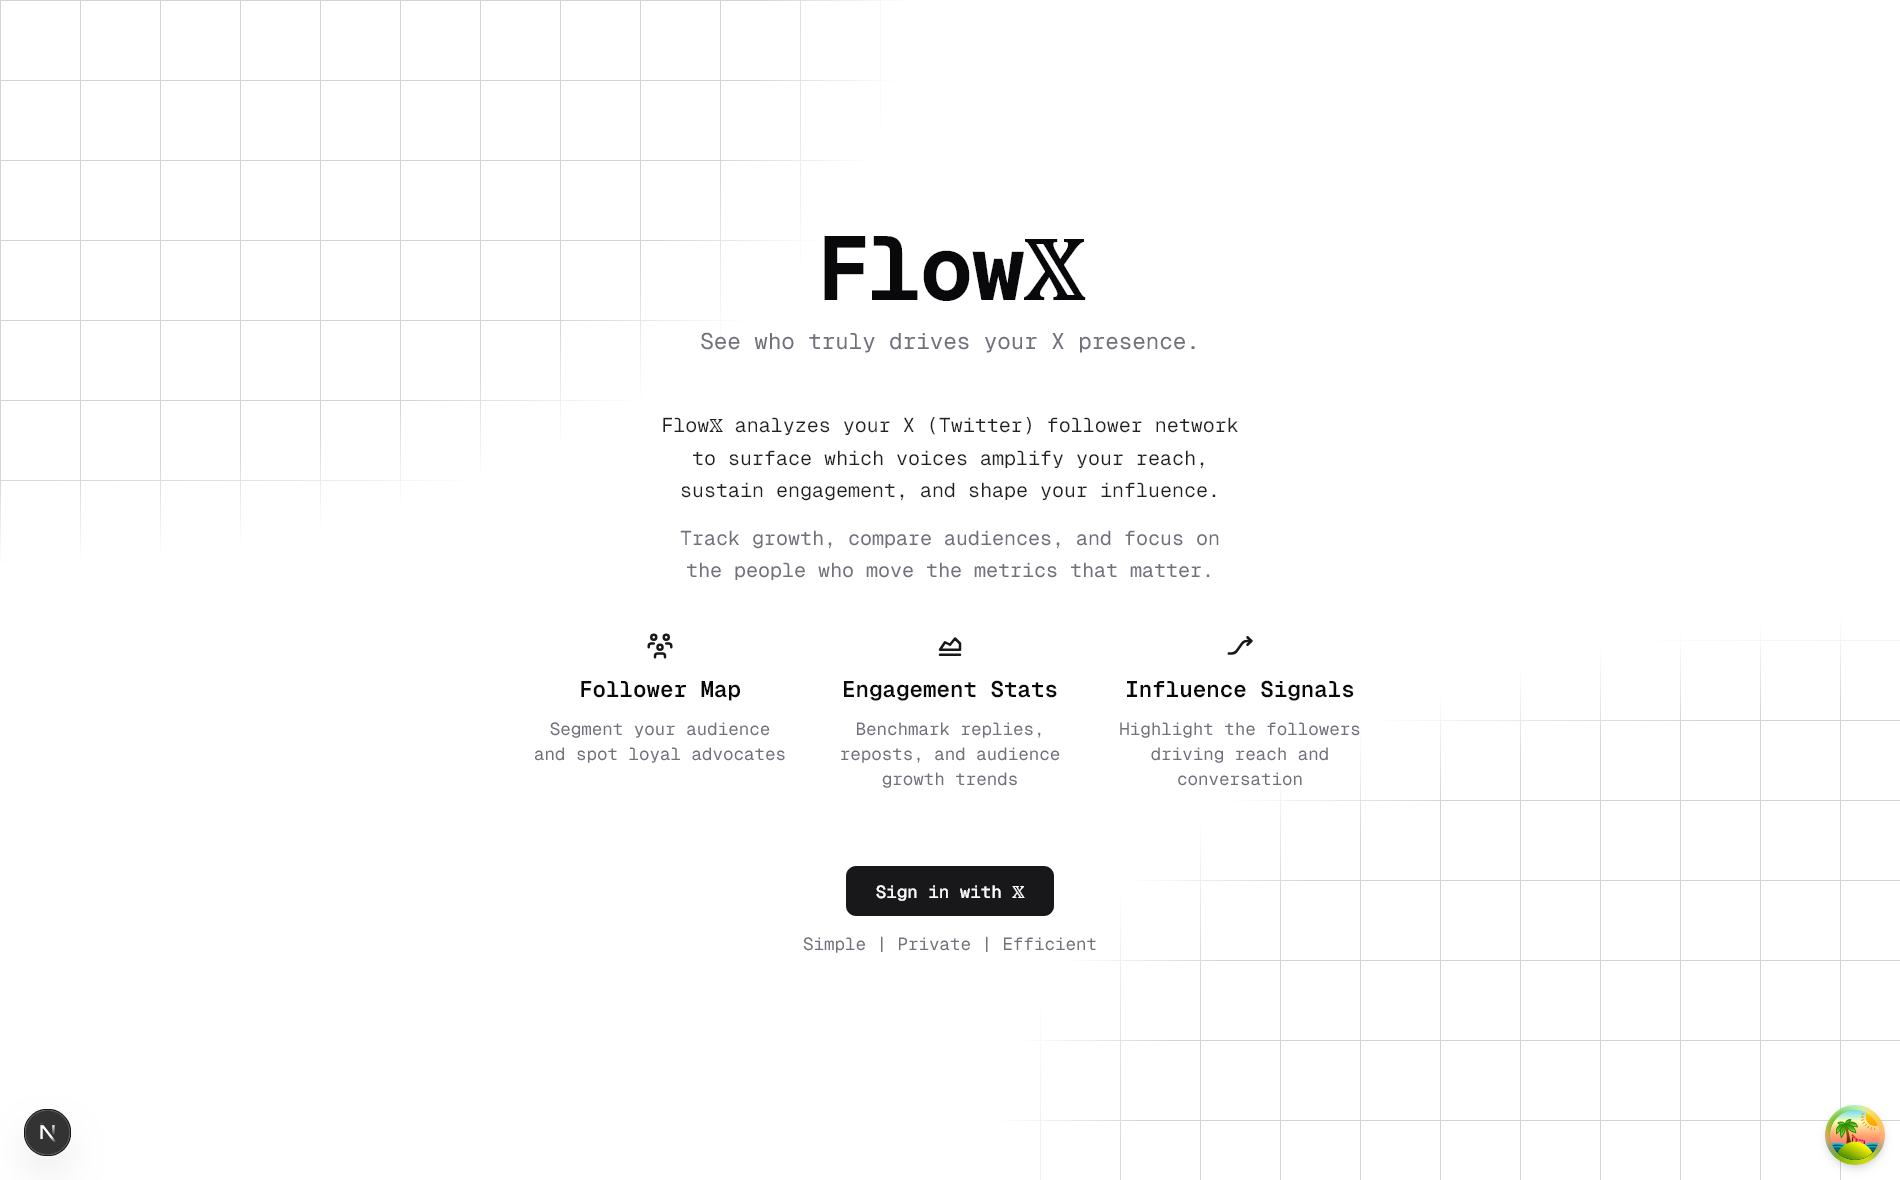 Flow𝕏
See who truly drives your X presence.
Flow𝕏 analyzes your X (Twitter) follower network
to surface which voices amplify your reach,
sustain engagement, and shape your influence.
Track growth, compare audiences, and focus on
the people who move the metrics that matter.
Follower Map
Segment your audience
and spot loyal advocates
Engagement Stats
Benchmark replies,
reposts, and audience
growth trends
Influence Signals
Highlight the followers
driving reach and
conversation
Sign in with 𝕏
Simple | Private | Efficient
N